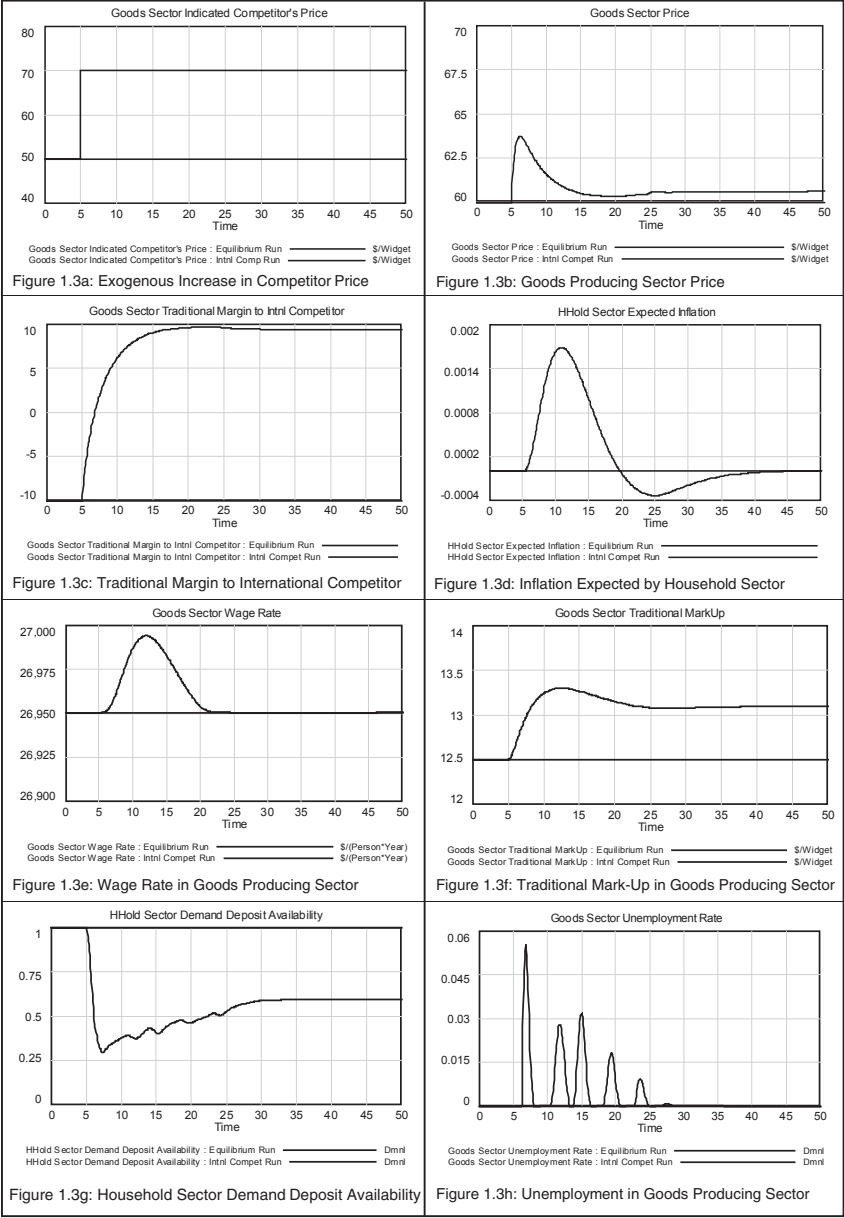 Goods Sector Indicated Competitor's Price
80
70
60
50
40
0 5 10 15 20 25 30 35 40 45 50
Time
Goods Sector Indicated Competitor's Price : Equilibrium Run $/Widget
Goods Sector Indicated Competitor's Price : Intnl Comp Run $/Widget
Figure 1.3a: Exogenous Increase in Competitor Price
Goods Sector Price
70
67.5
65
62.5
60
0 5 10 15 20 25 30 35 40 45 50
Time
Goods Sector Price : Equilibrium Run $/Widget
Goods Sector Price : Intnl Compet Run $/Widget
Figure 1.3b: Goods Producing Sector Price
Goods Sector Traditional Margin to Intnl Competitor
10
5
0
-5
-10
0 5 10 15 20 25 30 35 40 45 50
Time
Goods Sector Traditional Margin to Intnl Competitor : Equilibrium Run
Goods Sector Traditional Margin to Intnl Competitor : Intnl Compet Run
Figure 1.3c: Traditional Margin to International Competitor
HHold Sector Expected Inflation
0.002
0.0014
0.0008
0.0002
-0.0004
0 5 10 15 20 25 30 35 40 45 50
Time
HHold Sector Expected Inflation : Equilibrium Run
HHold Sector Expected Inflation : Intnl Compet Run
Figure 1.3d: Inflation Expected by Household Sector
Goods Sector Wage Rate
27,000
26,975
26,950
26,925
26,900
0 5 10 15 20 25 30 35 40 45 50
Time
Goods Sector Wage Rate : Equilibrium Run $/(Person*Year)
Goods Sector Wage Rate : Intnl Compet Run $/(Person*Year)
Figure 1.3e: Wage Rate in Goods Producing Sector
Goods Sector Traditional MarkUp
14
13.5
13
12.5
12
0 5 10 15 20 25 30 35 40 45 50
Time
Goods Sector Traditional MarkUp : Equilibrium Run $/Widget
Goods Sector Traditional MarkUp : Intnl Compet Run $/Widget
Figure 1.3f: Traditional Mark-Up in Goods Producing Sector
HHold Sector Demand Deposit Availability
1
0.75
0.5
0.25
0
0 5 10 15 20 25 30 35 40 45 50
Time
HHold Sector Demand Deposit Availability : Equilibrium Run Dmnl
HHold Sector Demand Deposit Availability : Intnl Compet Run Dmnl
Figure 1.3g: Household Sector Demand Deposit Availability
Goods Sector Unemployment Rate
0.06
0.045
0.03
0.015
0
0 5 10 15 20 25 30 35 40 45 50
Time
Goods Sector Unemployment Rate : Equilibrium Run Dmnl
Goods Sector Unemployment Rate : Intnl Compet Run Dmnl
Figure 1.3h: Unemployment in Goods Producing Sector